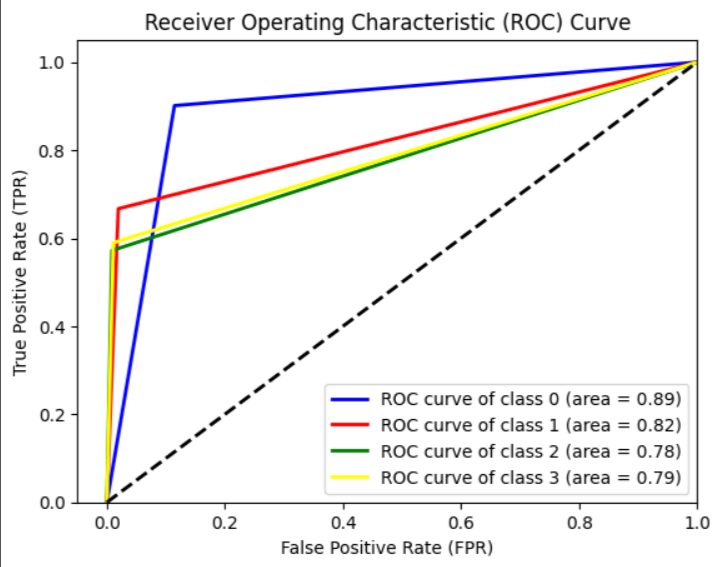 Receiver Operating Characteristic (ROC) Curve
1.0
0.8
0.6
0.4
0.2
0.0
True Positive Rate (TPR)
ROC curve of class 0 (area = 0.89)
ROC curve of class 1 (area = 0.82)
ROC curve of class 2 (area = 0.78)
ROC curve of class 3 (area = 0.79)
0.0 0.2 0.4 0.6 0.8 1.0
False Positive Rate (FPR)